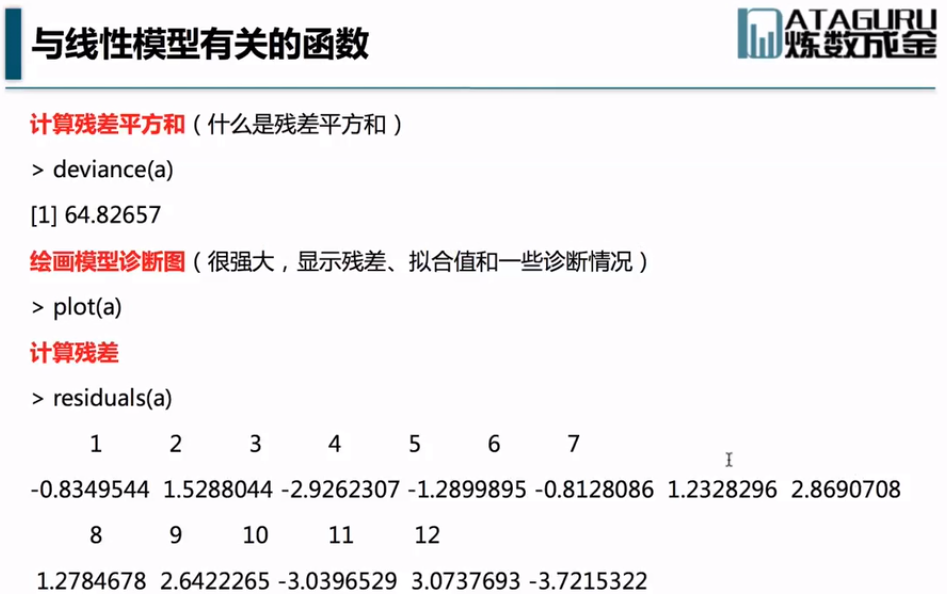 与线性模型有关的函数
ATAGURU
炼数成金
计算残差平方和（什么是残差平方和）
> deviance(a)
[1] 64.82657
绘画模型诊断图（很强大，显示残差、拟合值和一些诊断情况）
> plot(a)
计算残差
> residuals(a)
1 2 3 4 5 6 7
-0.8349544 1.5288044 -2.9262307 -1.2899895 -0.8128086 1.2328296 2.8690708
8 9 10 11 12
1.2784678 2.6422265 -3.0396529 3.0737693 -3.7215322